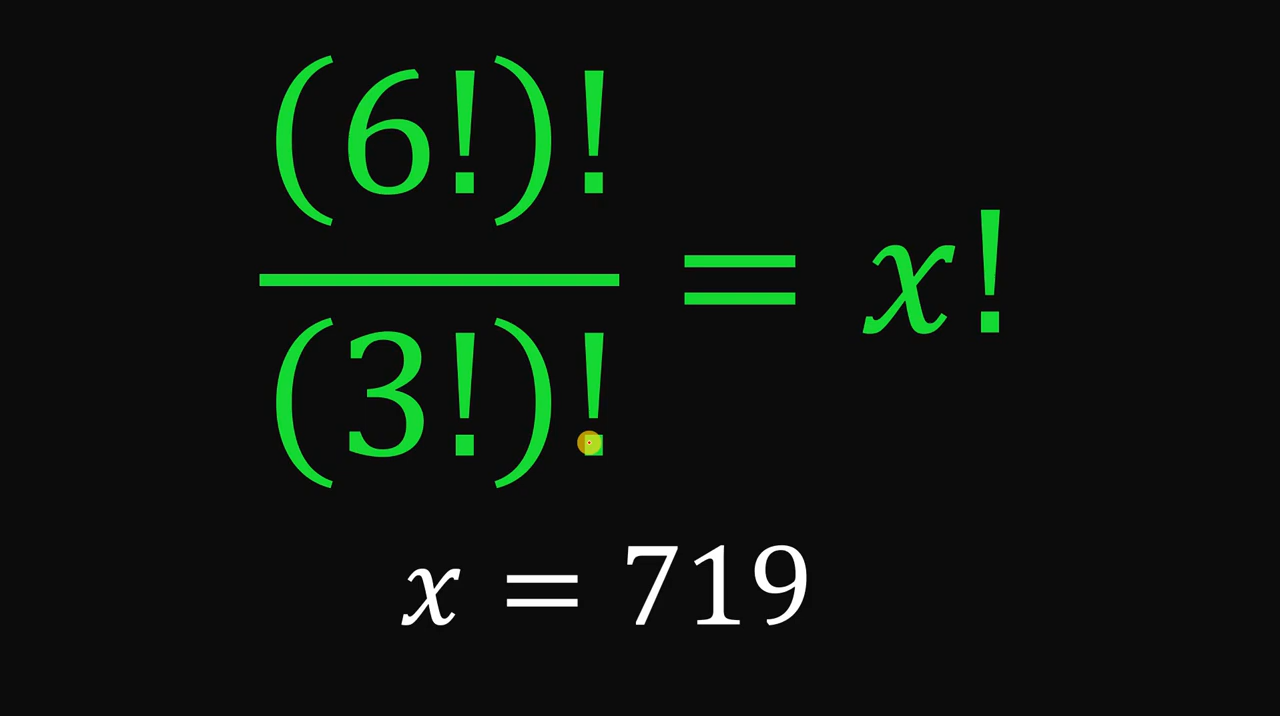 (6!)!
(3!)!
= x!
x = 719